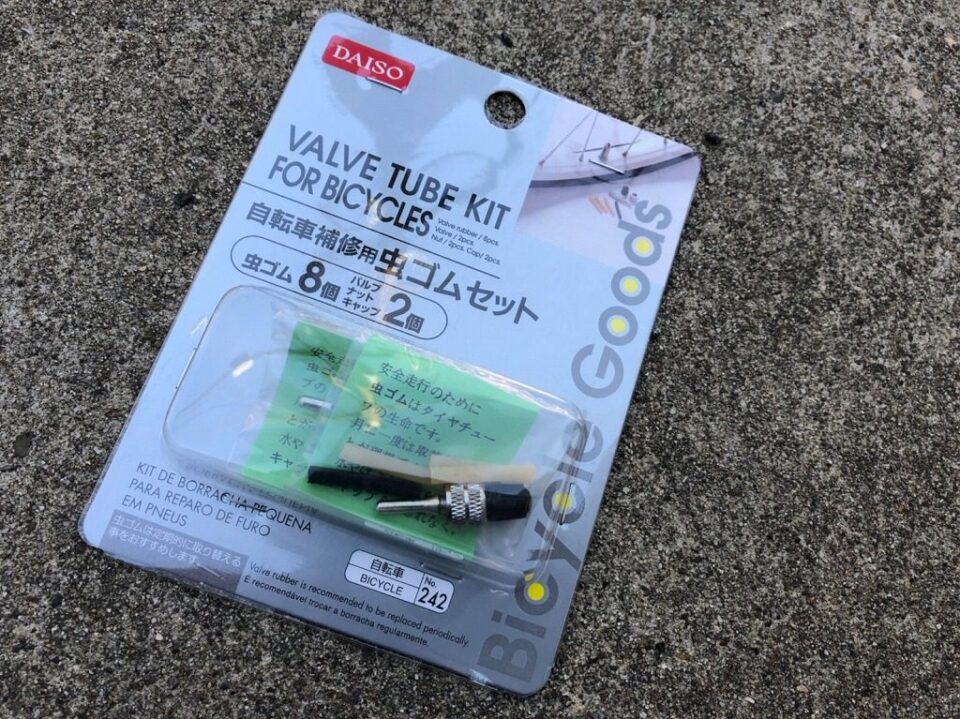 DAISO
VALVE TUBE KIT
FOR BICYCLES
Valve rubber / 8pcs.
Valve / 2pcs.
Nut / 2pcs. Cap / 2pcs.
自転車補修用虫ゴムセット
虫ゴム8個 バルブ ナット キャップ 2個
Bicycle Goods
安全走行のために
虫ゴムはタイヤチュー
ブの生命です。
KIT DE BORRACHA PEQUENA
PARA REPARO DE FURO
EM PNEUS
虫ゴムは定期的に取り替える
事をおすすめします。
Valve rubber is recommended to be replaced periodically.
É recomendável trocar a borracha regularmente.
自転車
BICYCLE
No.
242